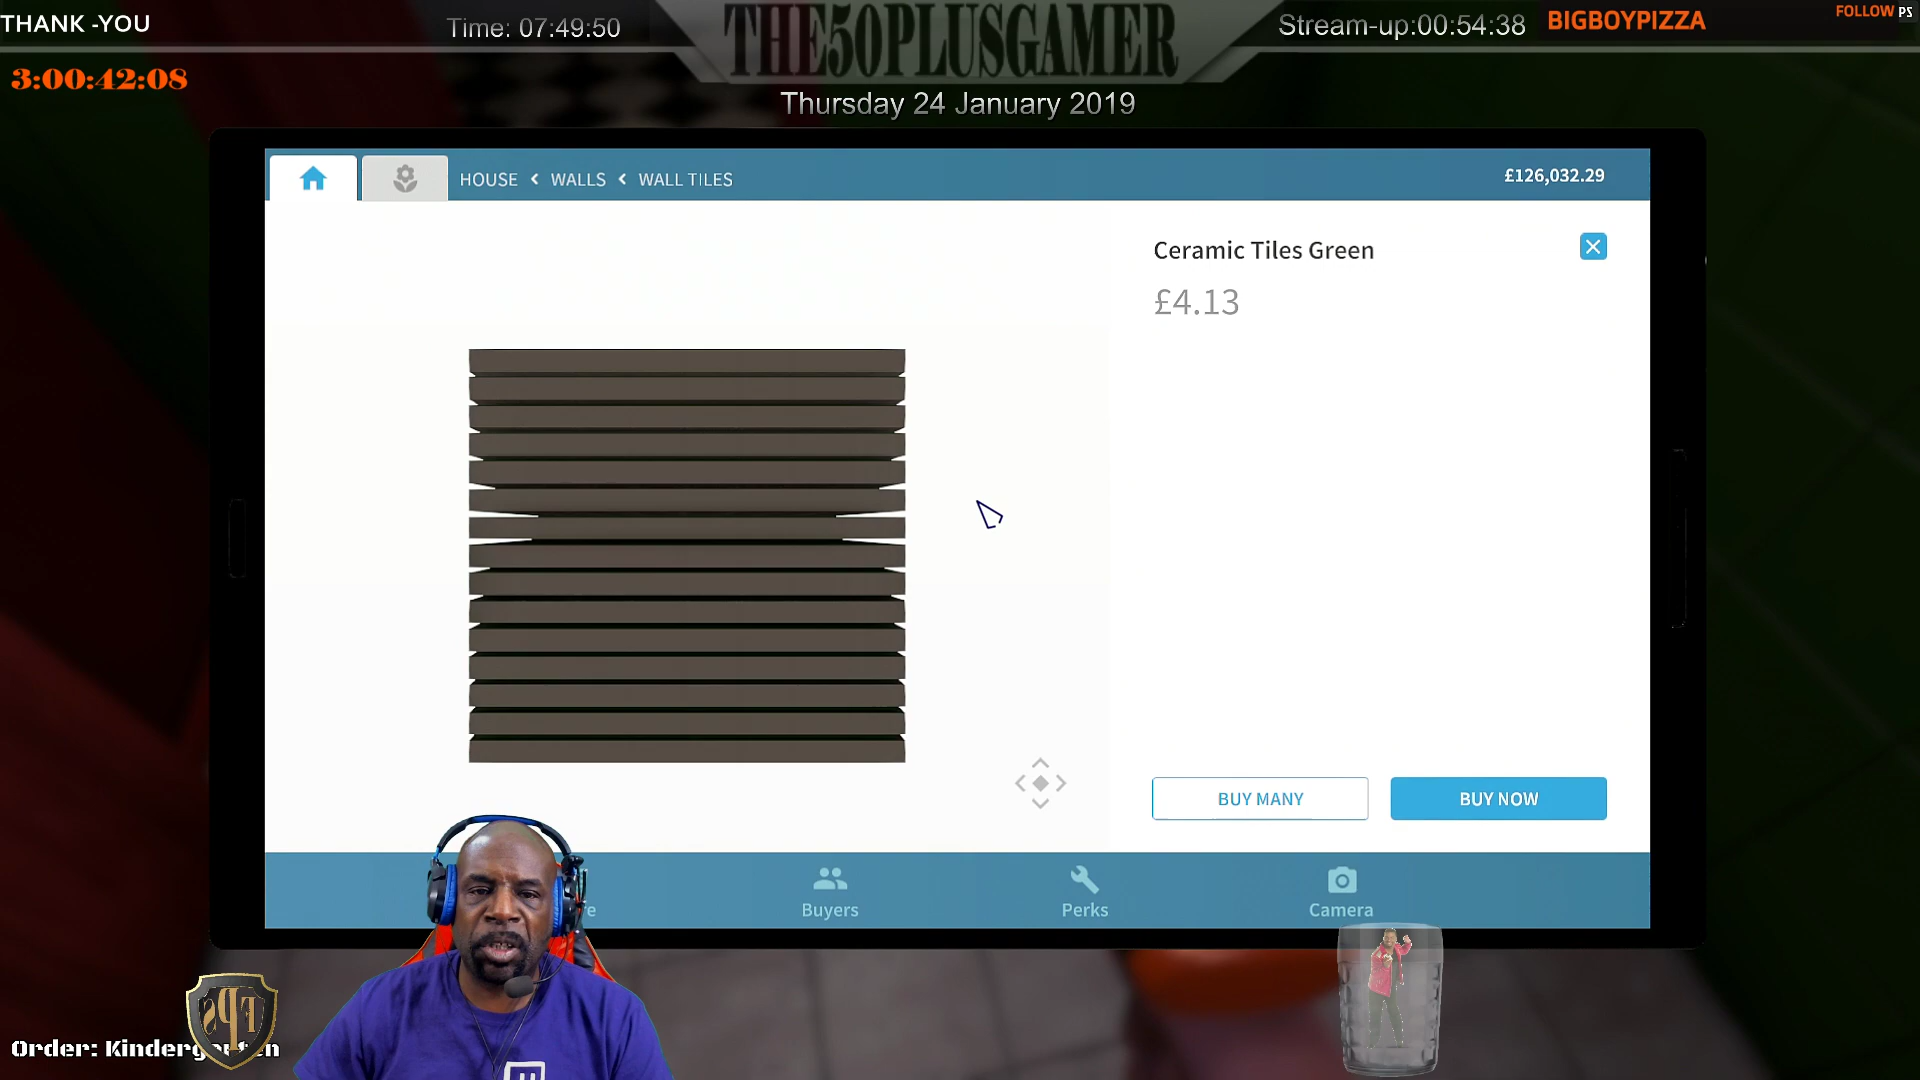 THANK -YOU
Time: 07:49:50
THE50PLUSGAMER
Stream-up:00:54:38
BIGBOYPIZZA
FOLLOW PS
3:00:42:08
Thursday 24 January 2019
HOUSE < WALLS < WALL TILES
£126,032.29
Ceramic Tiles Green
£4.13
BUY MANY
BUY NOW
Buyers
Perks
Camera
Order: Kindergarten